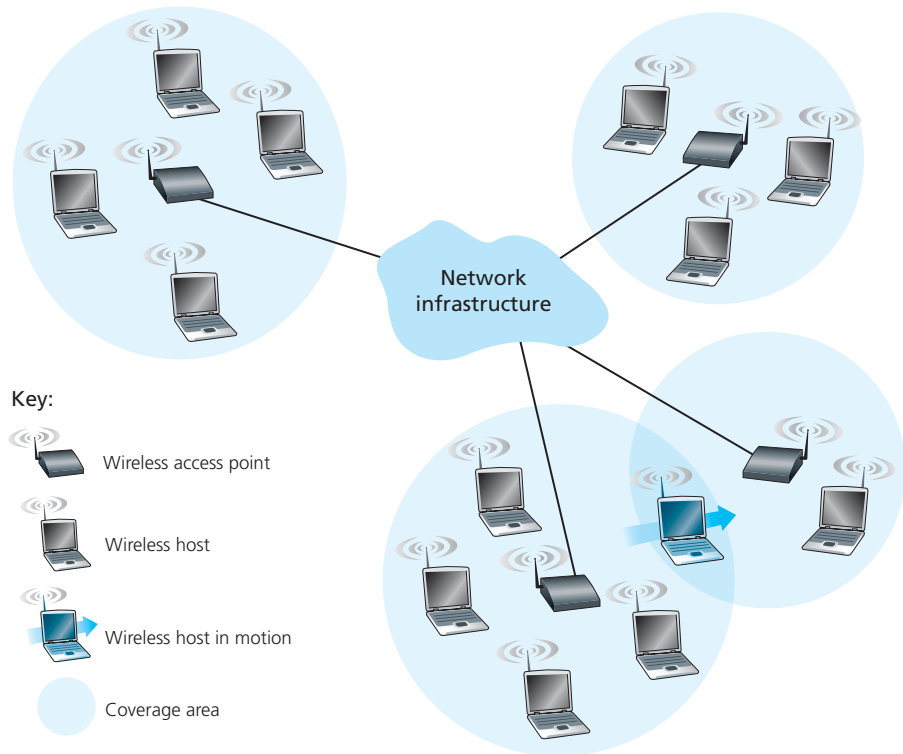 Network
infrastructure
Key:
Wireless access point
Wireless host
Wireless host in motion
Coverage area